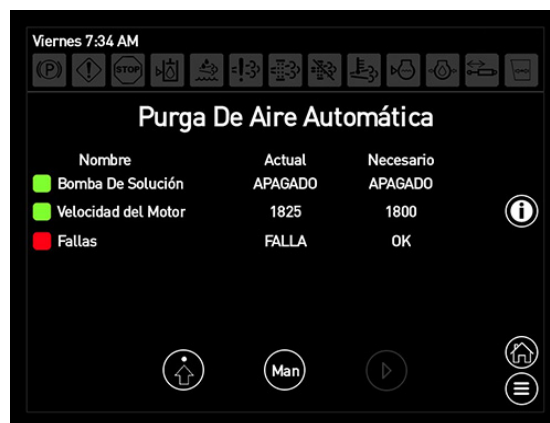 Viernes 7:34 AM
STOP
Purga De Aire Automática
Nombre Actual Necesario
Bomba De Solución APAGADO APAGADO
Velocidad del Motor 1825 1800
Fallas FALLA OK
Man